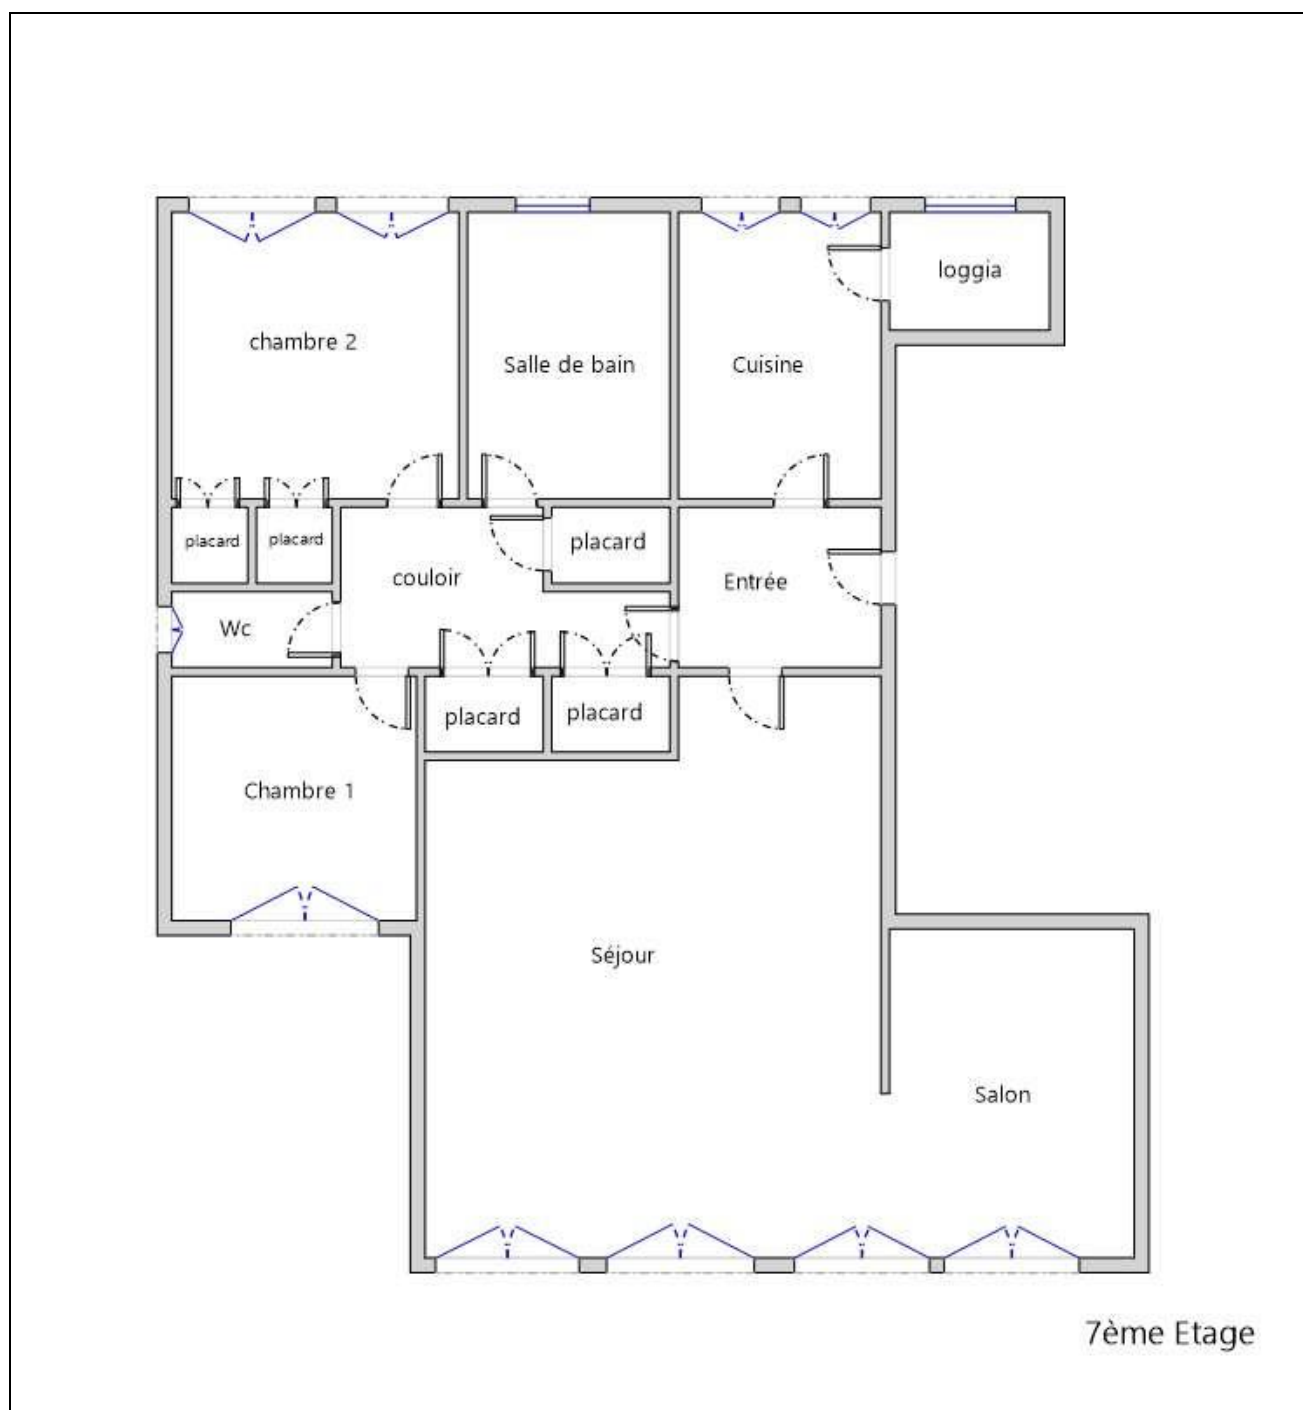 loggia
chambre 2
Salle de bain
Cuisine
placard
placard
placard
couloir
Entrée
Wc
placard
placard
Chambre 1
Séjour
Salon
7ème Etage